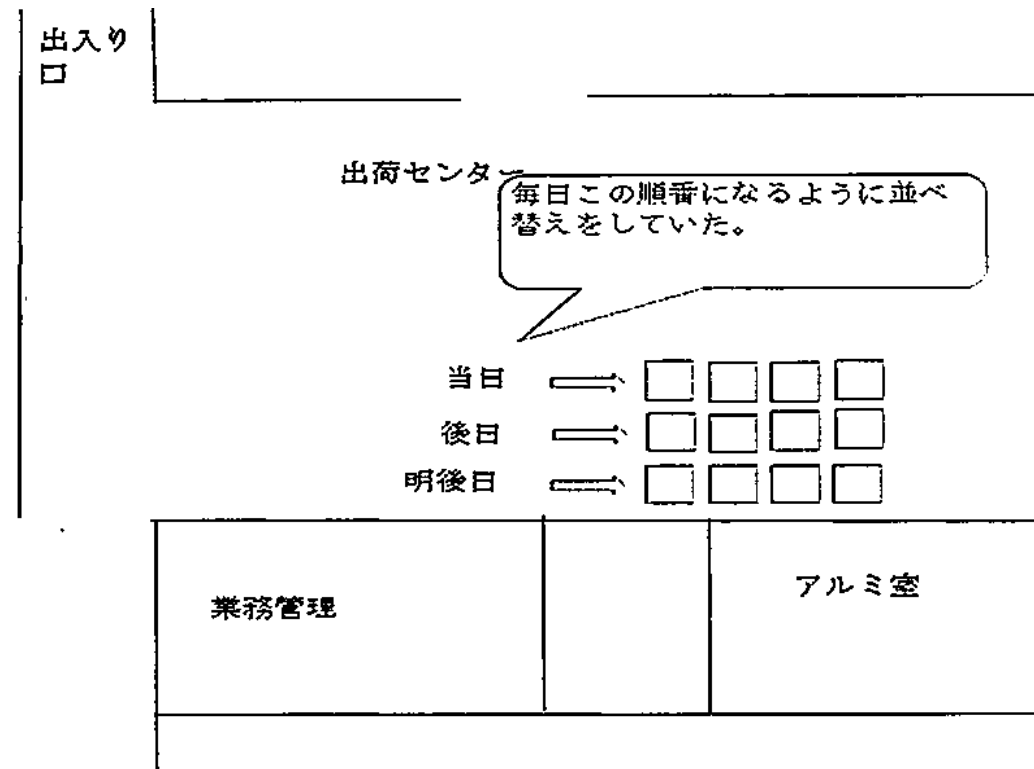 出入り
口
出荷センター
毎日この順番になるように並べ
替えをしていた。
当日
後日
明後日
業務管理
アルミ室